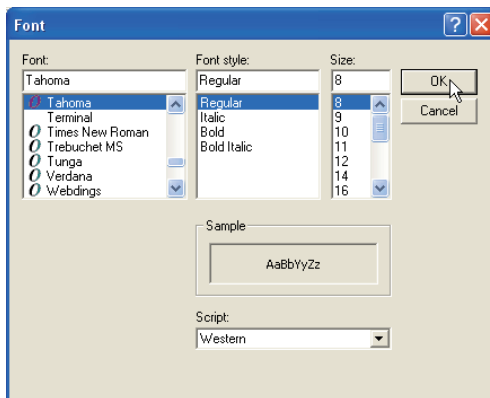 Font
Font: Font style: Size:
Tahoma Regular 8 OK
Tahoma Regular 8 Cancel
Terminal Italic 9
Times New Roman Bold 10
Trebuchet MS Bold Italic 11
Tunga 12
Verdana 14
Webdings 16
Sample
AaBbYyZz
Script:
Western